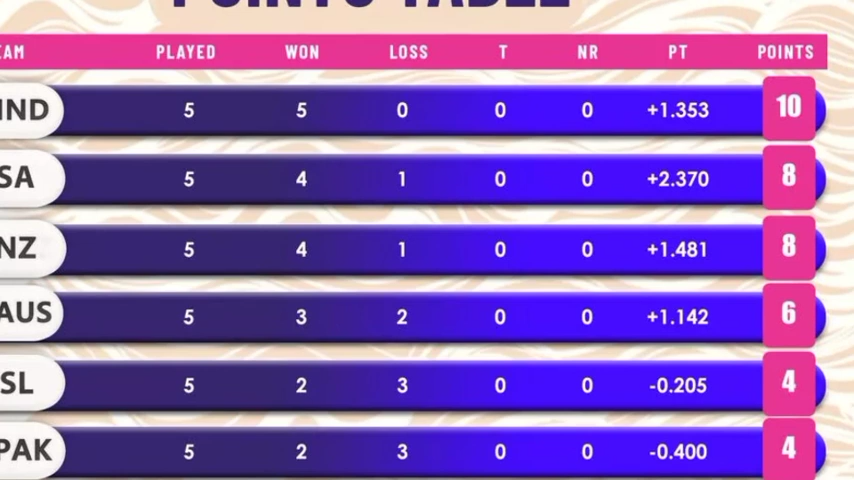 POINTS TABLE
EAM PLAYED WON LOSS T NR PT POINTS
IND 5 5 0 0 0 +1.353 10
SA 5 4 1 0 0 +2.370 8
NZ 5 4 1 0 0 +1.481 8
AUS 5 3 2 0 0 +1.142 6
SL 5 2 3 0 0 -0.205 4
PAK 5 2 3 0 0 -0.400 4